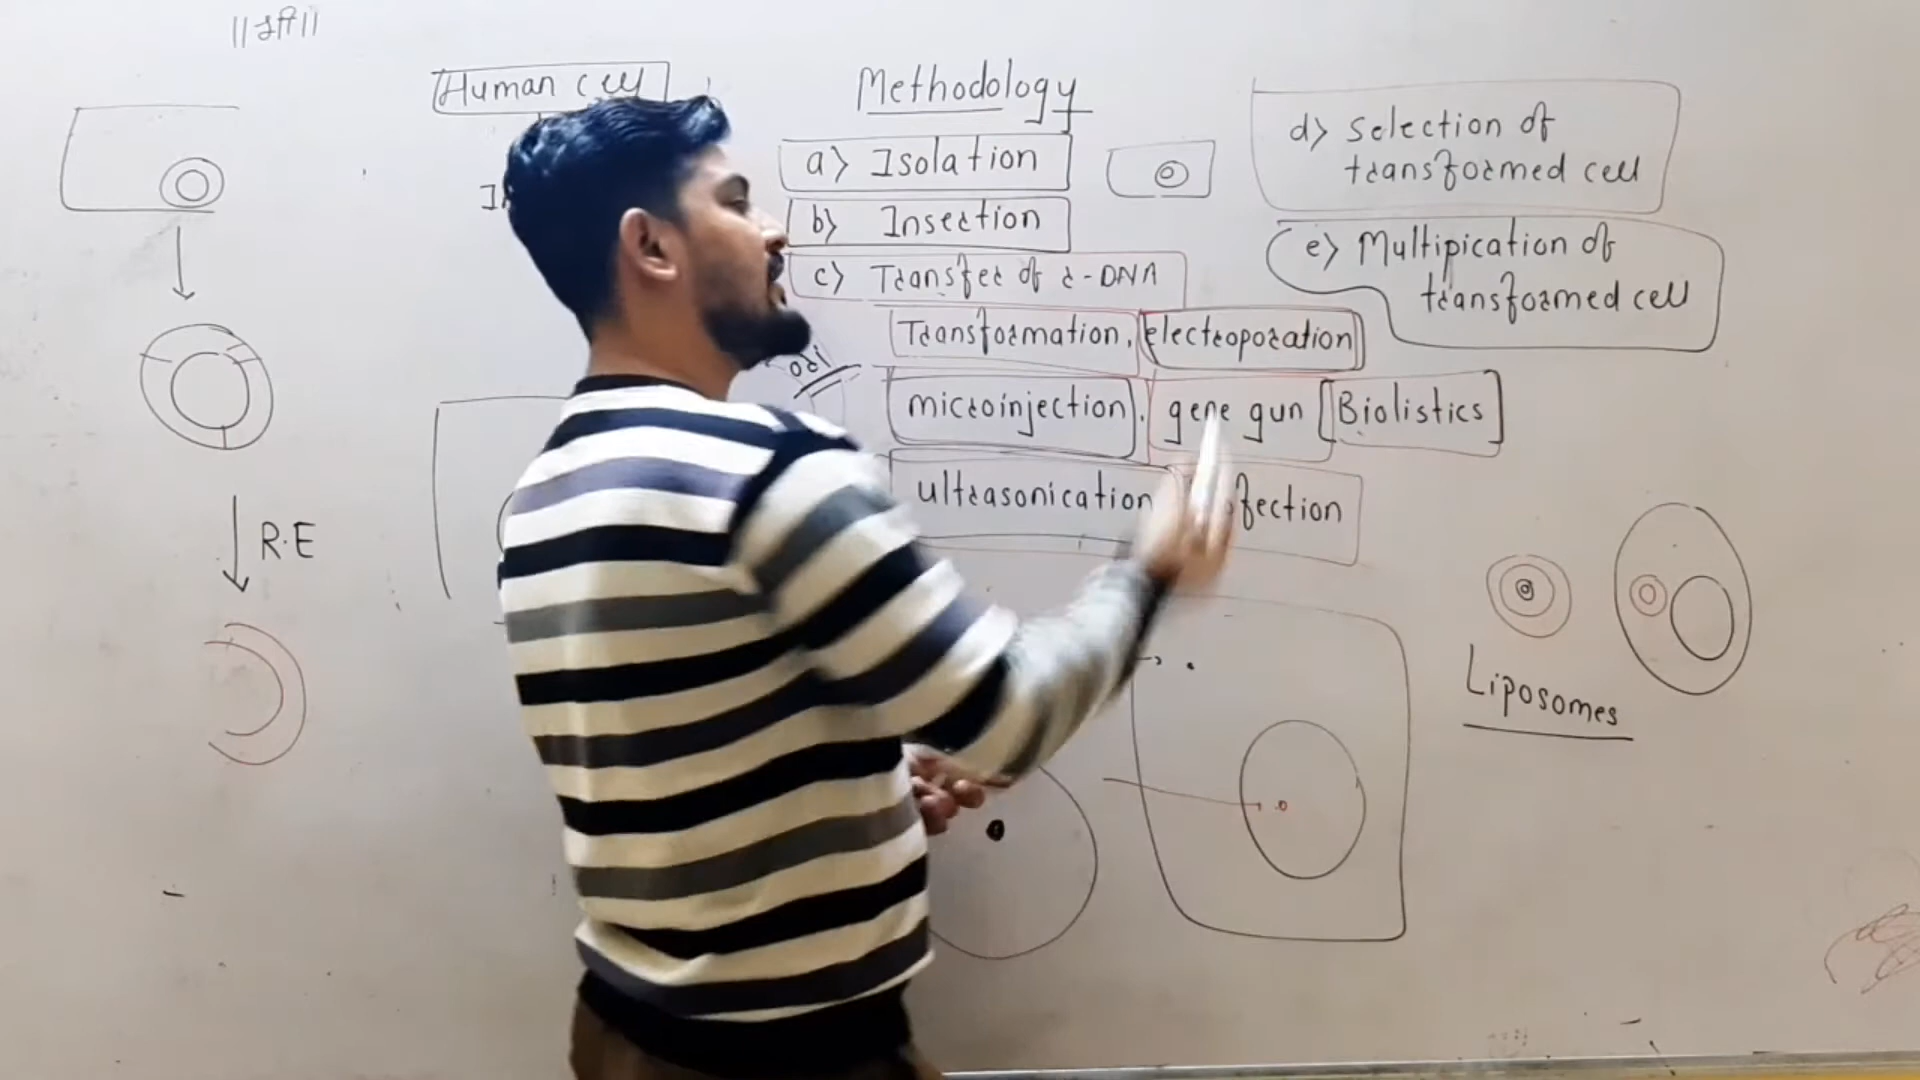 ||श्री||
Human cell
Methodology
a) Isolation
b) Insertion
c) Transfer of r-DNA
Transformation, electroporation
microinjection, gene gun [Biolistics]
ultrasonication
d) Selection of
transformed cell
e) Multipication of
transformed cell
R.E
Liposomes